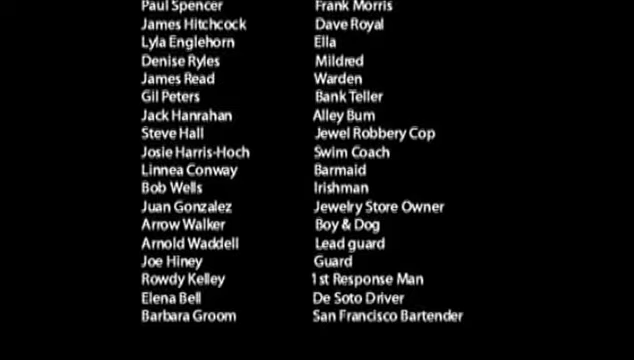 Paul Spencer Frank Morris
James Hitchcock Dave Royal
Lyla Englehorn Ella
Denise Ryles Mildred
James Read Warden
Gil Peters Bank Teller
Jack Hanrahan Alley Bum
Steve Hall Jewel Robbery Cop
Josie Harris-Hoch Swim Coach
Linnea Conway Barmaid
Bob Wells Irishman
Juan Gonzalez Jewelry Store Owner
Arrow Walker Boy & Dog
Arnold Waddell Lead guard
Joe Hiney Guard
Rowdy Kelley 1st Response Man
Elena Bell De Soto Driver
Barbara Groom San Francisco Bartender